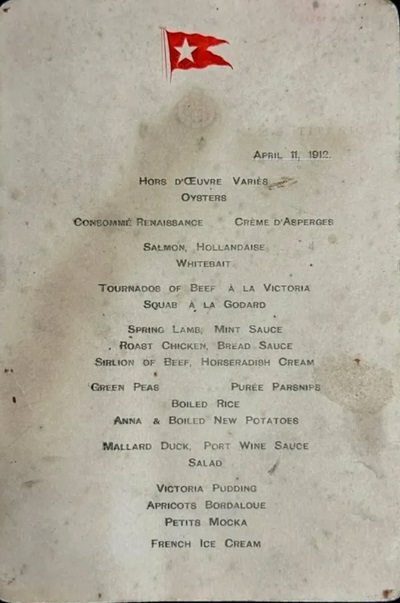 April 11, 1912.
Hors d'Œuvre Variés
Oysters
Consommé Renaissance Crème d'Asperges
Salmon, Hollandaise
Whitebait
Tournados of Beef à la Victoria
Squab à la Godard
Spring Lamb, Mint Sauce
Roast Chicken, Bread Sauce
Sirlion of Beef, Horseradish Cream
Green Peas Purée Parsnips
Boiled Rice
Anna & Boiled New Potatoes
Mallard Duck, Port Wine Sauce
Salad
Victoria Pudding
Apricots Bordaloue
Petits Mocka
French Ice Cream